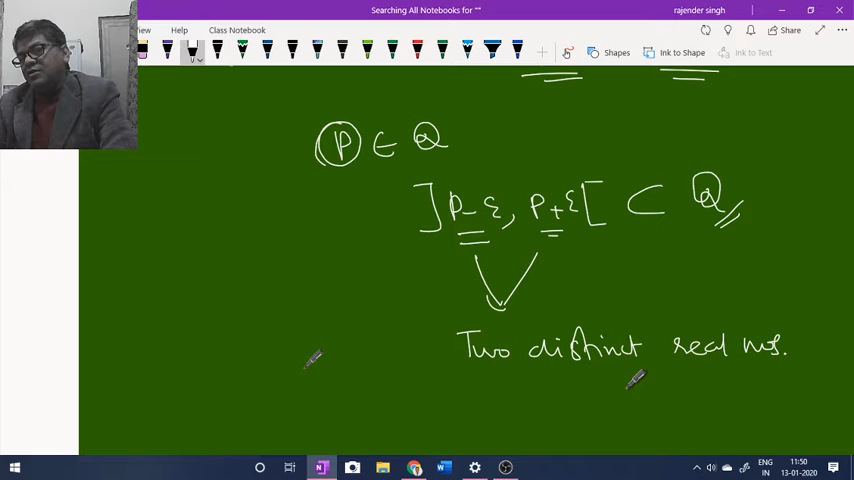 Searching All Notebooks for ""
rajender singh
View Help Class Notebook Share
Shapes Ink to Shape Ink to Text
P ∈ Q
]P-ε, P+ε[ ⊂ Q
Two distinct real nos.
ENG 11:50
IN 13-01-2020